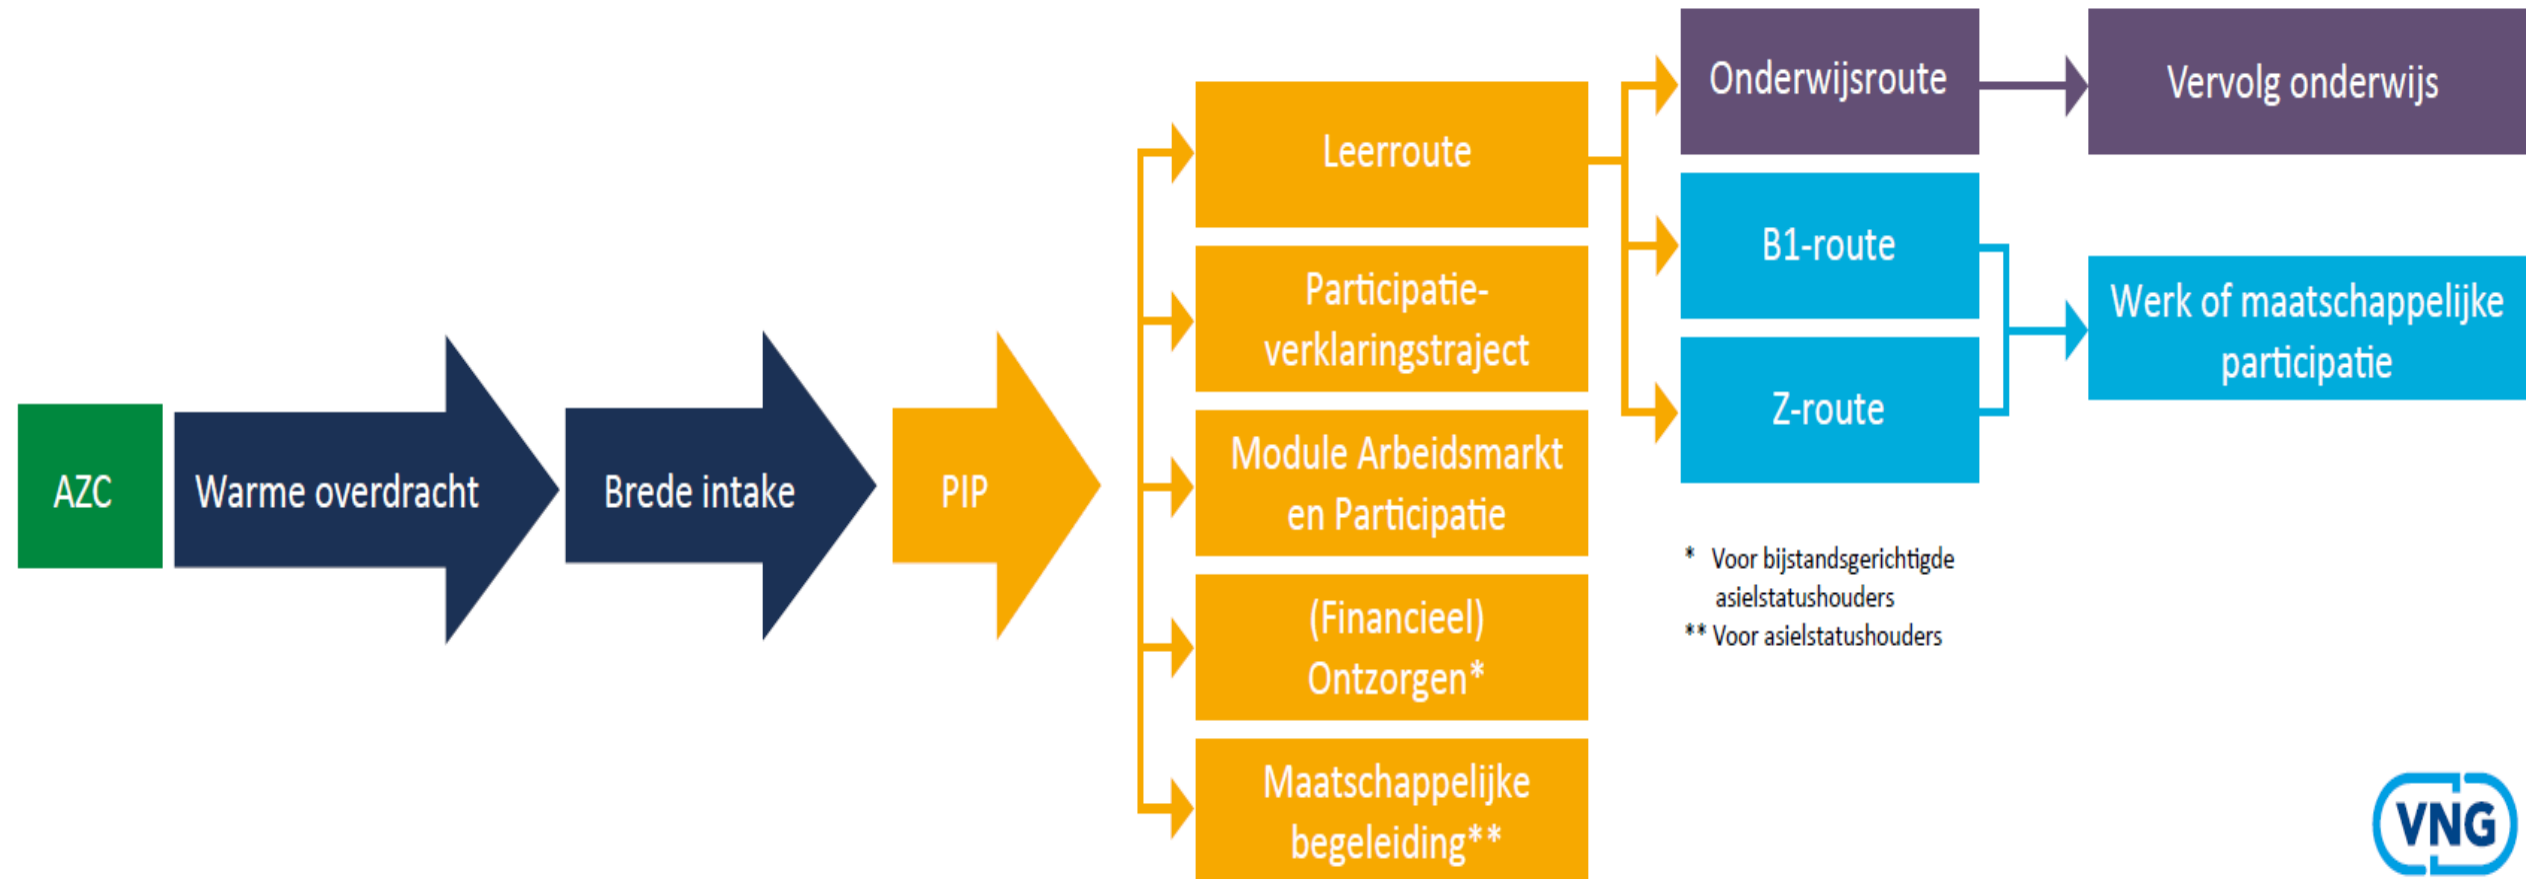 AZC
Warme overdracht
Brede intake
PIP
Leerroute
Participatie-
verklaringstraject
Module Arbeidsmarkt
en Participatie
(Financieel)
Ontzorgen*
Maatschappelijke
begeleiding**
Onderwijsroute
B1-route
Z-route
Vervolg onderwijs
Werk of maatschappelijke
participatie
* Voor bijstandsgerichtigde
asielstatushouders
** Voor asielstatushouders
VNG